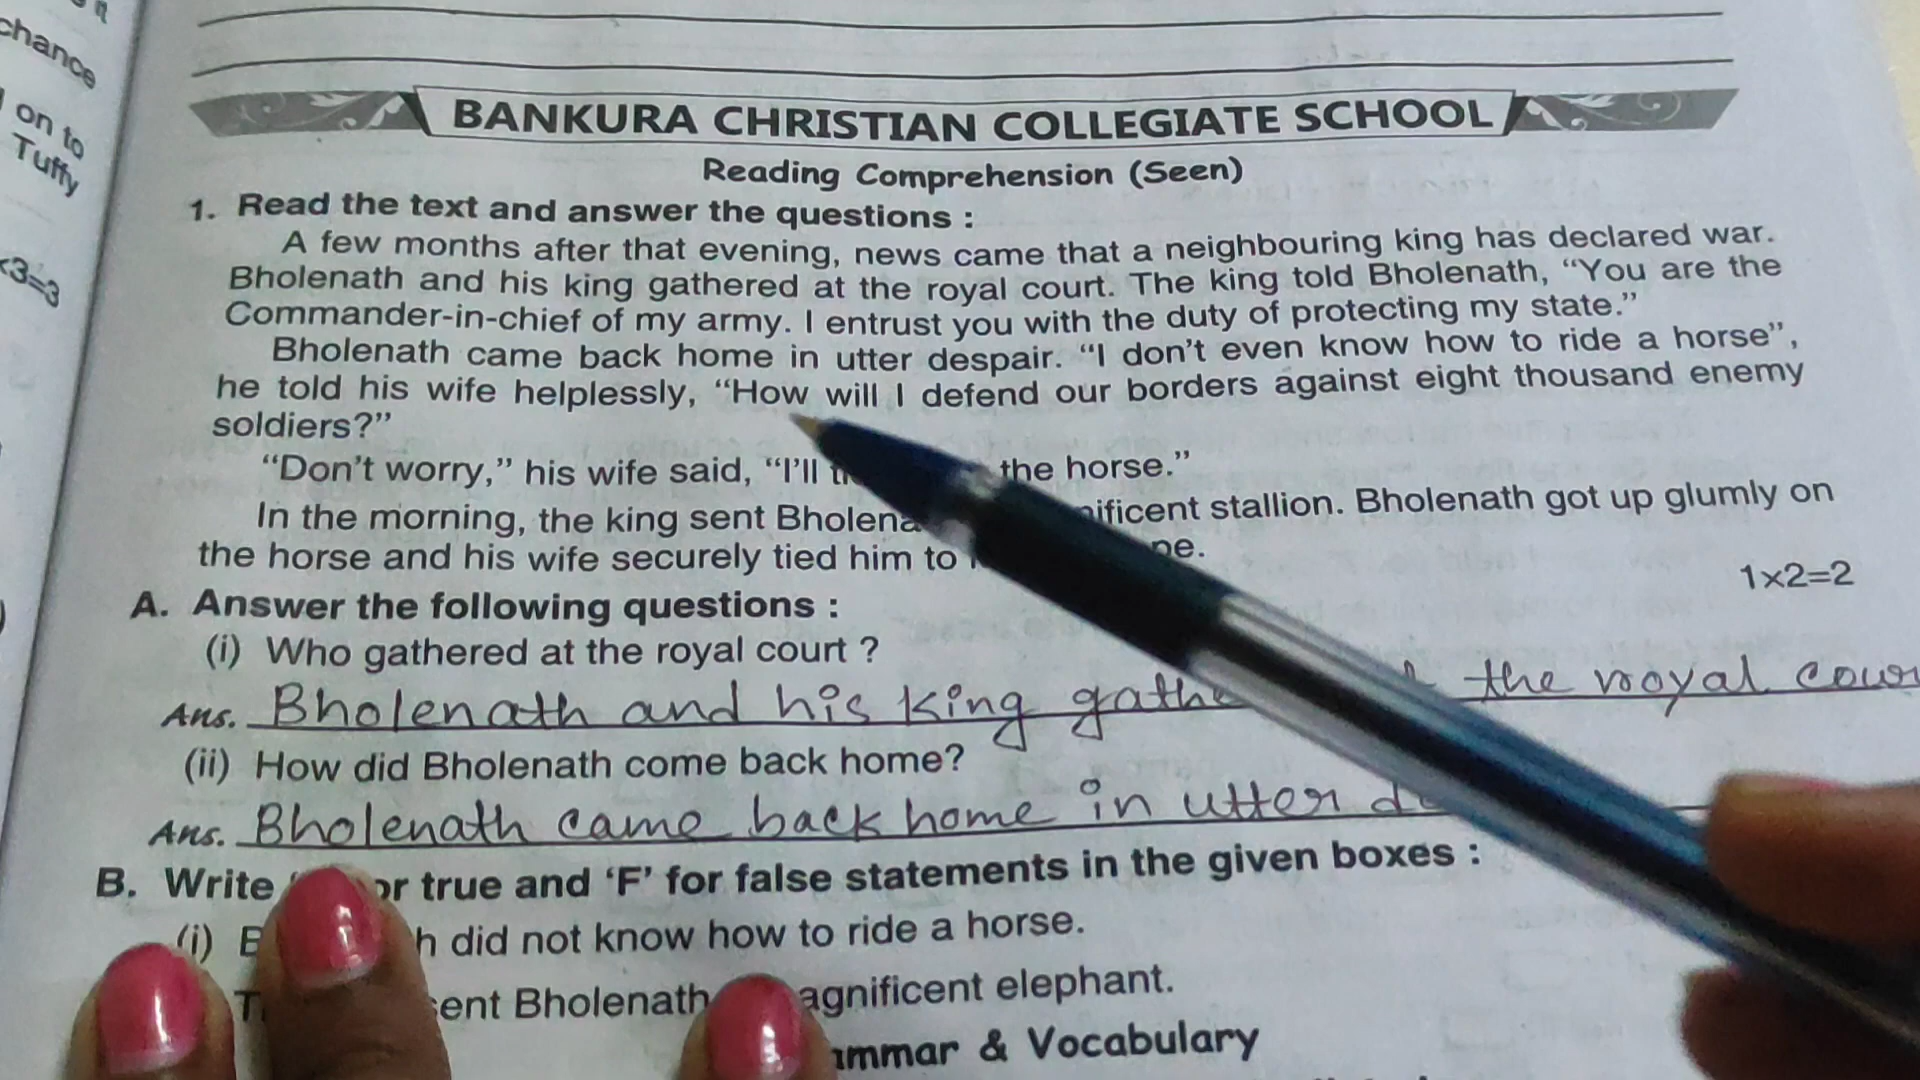 chance
on to
Tuffy
×3=3
BANKURA CHRISTIAN COLLEGIATE SCHOOL
Reading Comprehension (Seen)
1. Read the text and answer the questions :
A few months after that evening, news came that a neighbouring king has declared war.
Bholenath and his king gathered at the royal court. The king told Bholenath, “You are the
Commander-in-chief of my army. I entrust you with the duty of protecting my state.”
Bholenath came back home in utter despair. “I don’t even know how to ride a horse”,
he told his wife helplessly, “How will I defend our borders against eight thousand enemy
soldiers?”
“Don’t worry,” his wife said, “I’ll the horse.”
In the morning, the king sent stallion. Bholenath got up glumly on
the horse and his wife securely tied him to
1×2=2
A. Answer the following questions :
(i) Who gathered at the royal court ?
Ans. Bholenath and his king the royal
(ii) How did Bholenath come back home?
Ans. Bholenath came back home in utter
B. Write or true and ‘F’ for false statements in the given boxes :
(i) did not know how to ride a horse.
Bholenath elephant.
& Vocabulary